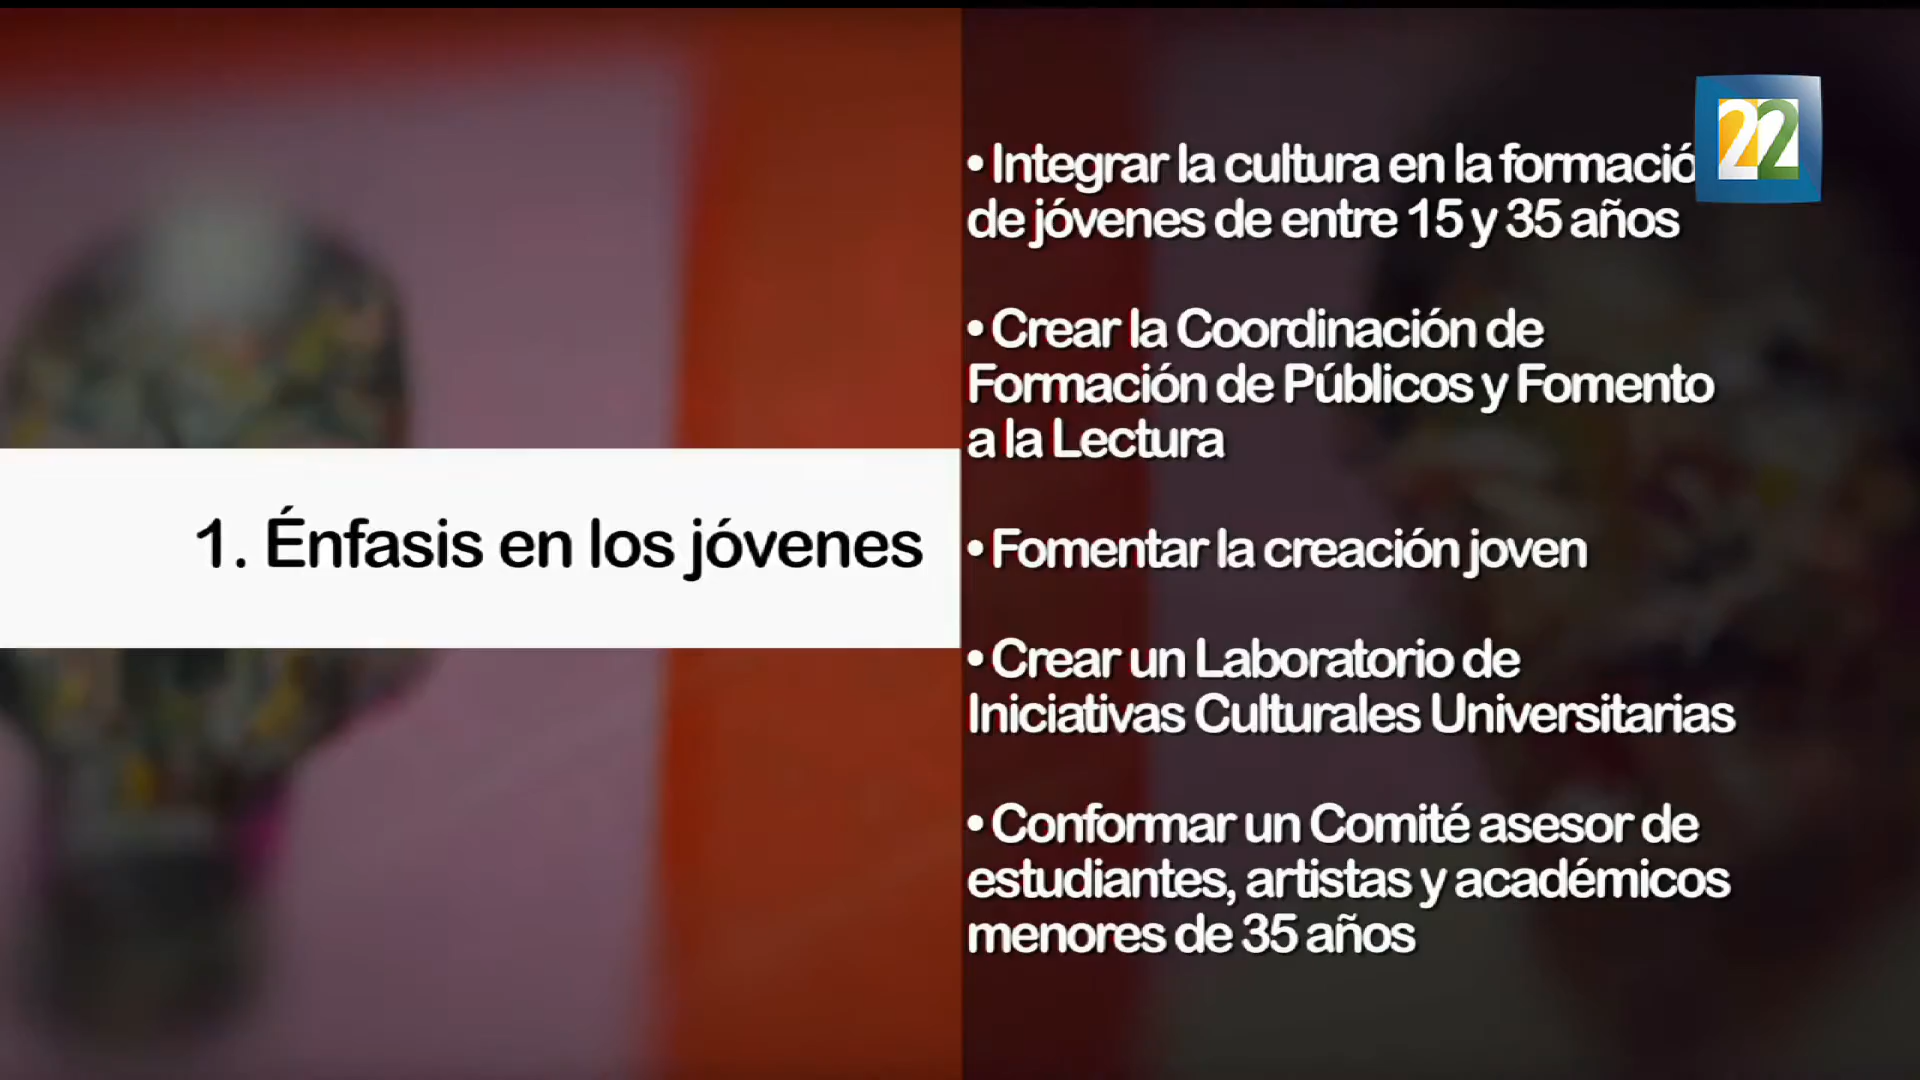 22
• Integrar la cultura en la formació
de jóvenes de entre 15 y 35 años
• Crear la Coordinación de
Formación de Públicos y Fomento
a la Lectura
1. Énfasis en los jóvenes
• Fomentar la creación joven
• Crear un Laboratorio de
Iniciativas Culturales Universitarias
• Conformar un Comité asesor de
estudiantes, artistas y académicos
menores de 35 años